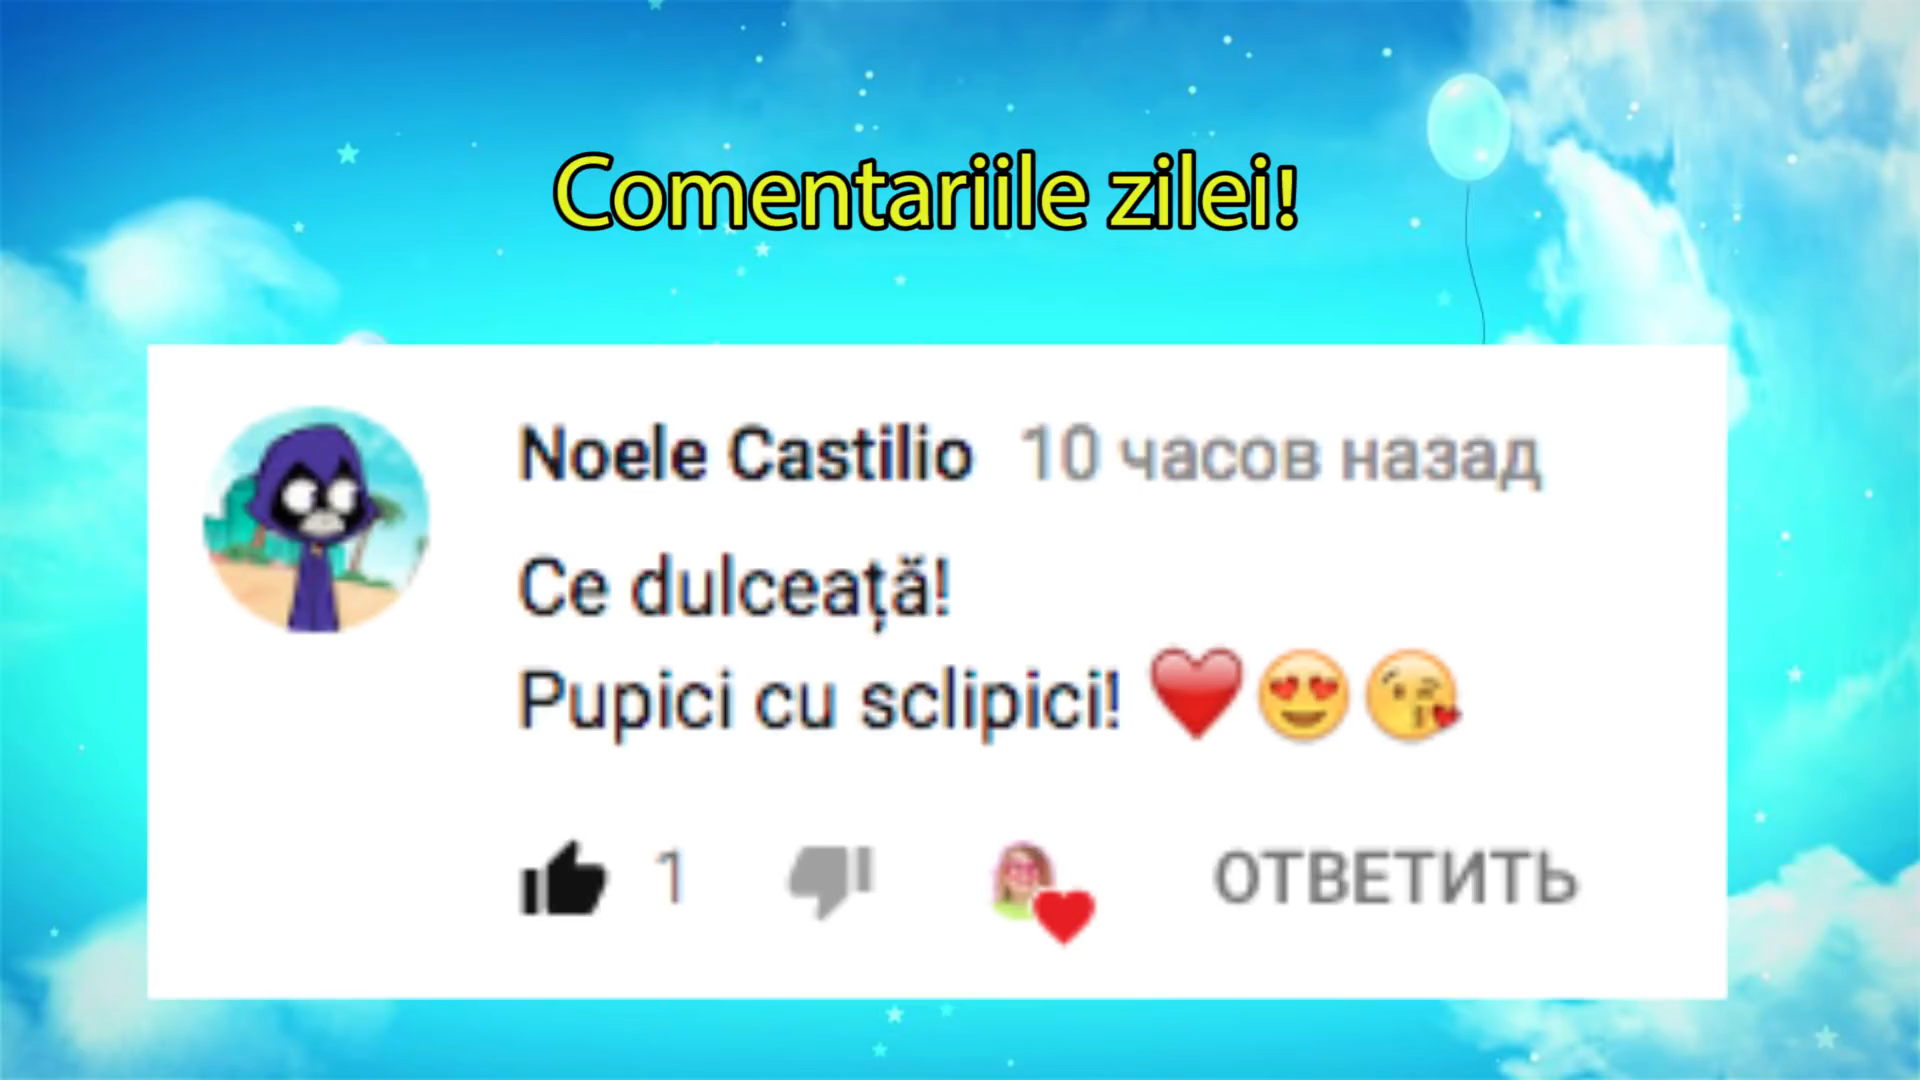 Comentariile zilei!
Noele Castilio 10 часов назад
Ce dulceață!
Pupici cu sclipici! ❤️😍😘
1 ОТВЕТИТЬ